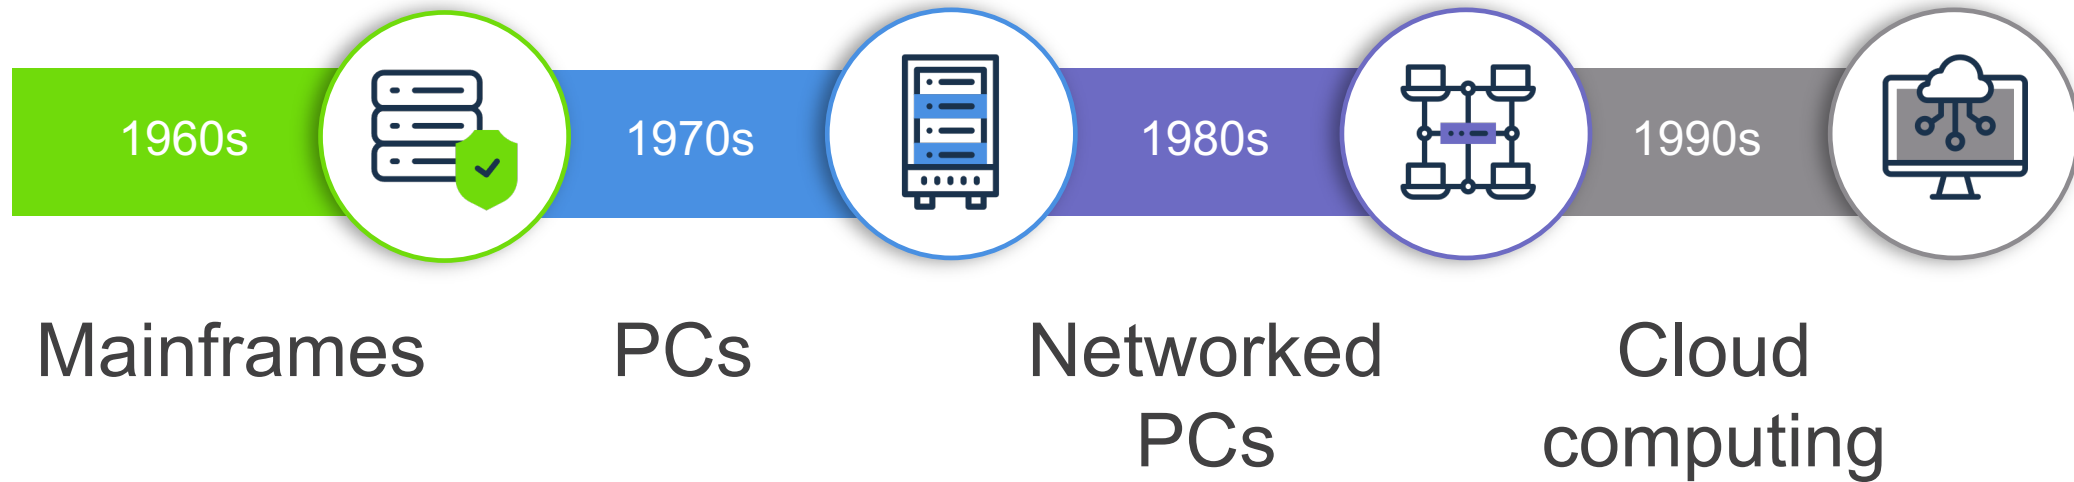 1960s
1970s
1980s
1990s
Mainframes
PCs
Networked
PCs
Cloud
computing